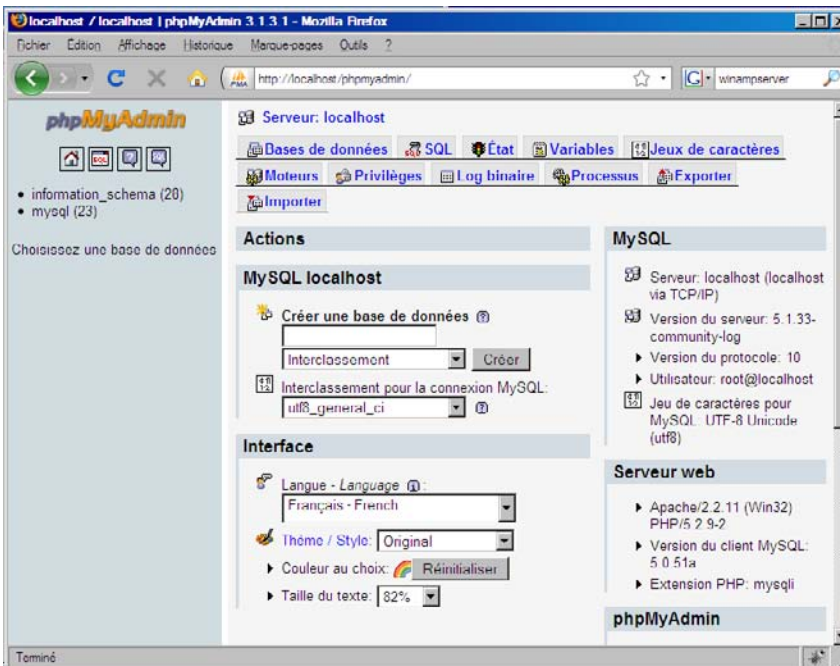 localhost / localhost | phpMyAdmin 3.1.3.1 - Mozilla Firefox
Fichier Édition Affichage Historique Marque-pages Outils ?
http://localhost/phpmyadmin/
winampserver
phpMyAdmin
SQL
information_schema (28)
mysql (23)
Choisissez une base de données
Serveur: localhost
Bases de données SQL État Variables Jeux de caractères
Moteurs Privilèges Log binaire Processus Exporter
Importer
Actions
MySQL localhost
Créer une base de données
Interclassement Créer
Interclassement pour la connexion MySQL:
utf8_general_ci
Interface
Langue - Language :
Français - French
Thème / Style: Original
Couleur au choix: Réinitialiser
Taille du texte: 82%
MySQL
Serveur: localhost (localhost
via TCP/IP)
Version du serveur: 5.1.33-
community-log
Version du protocole: 10
Utilisateur: root@localhost
Jeu de caractères pour
MySQL: UTF-8 Unicode
(utf8)
Serveur web
Apache/2.2.11 (Win32)
PHP/5.2.9-2
Version du client MySQL:
5.0.51a
Extension PHP: mysqli
phpMyAdmin
Terminé